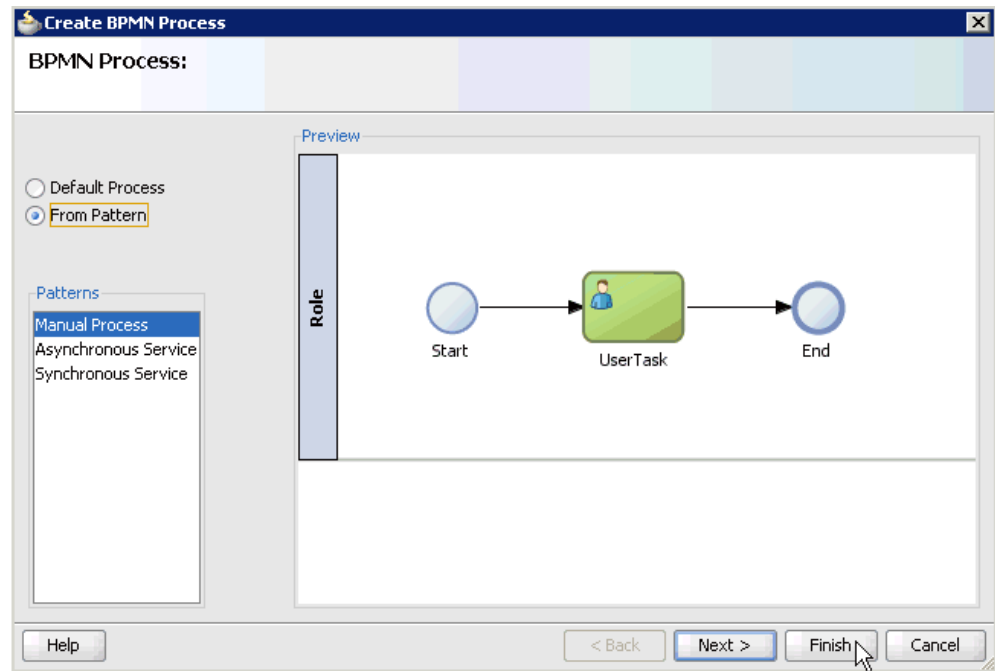 Create BPMN Process
BPMN Process:
Default Process
From Pattern
Patterns
Manual Process
Asynchronous Service
Synchronous Service
Preview
Role
Start
UserTask
End
Help
< Back
Next >
Finish
Cancel